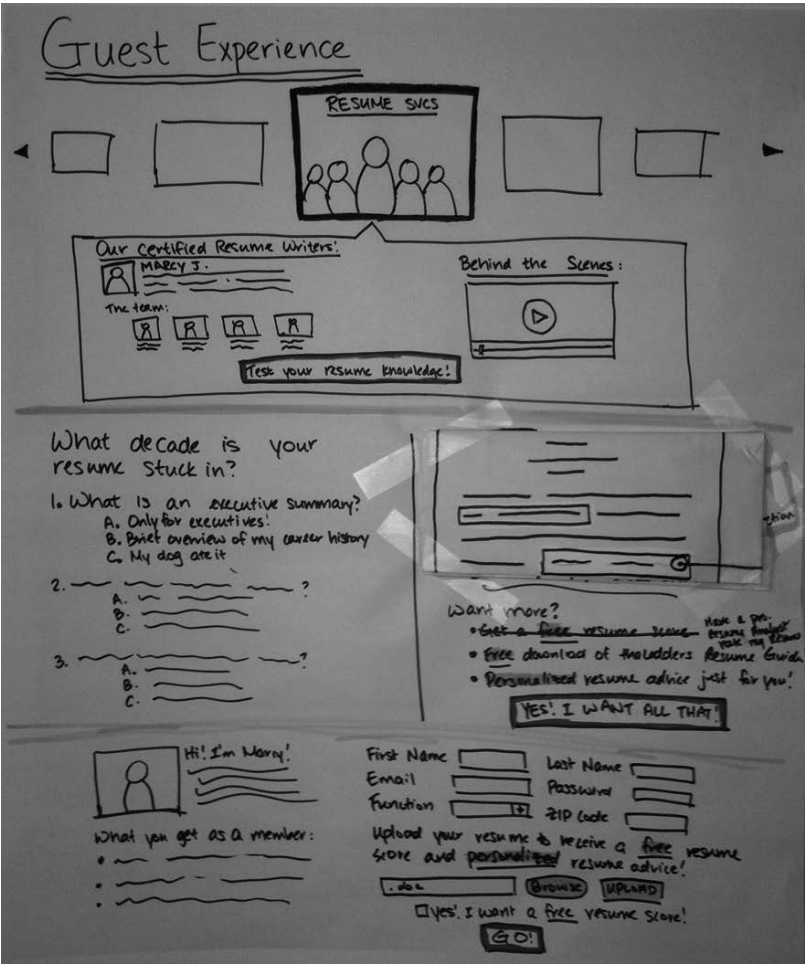 Guest Experience
RESUME SVCS
Our Certified Resume Writers!
MARCY J.
The team:
Behind the Scenes:
Test your resume knowledge!
What decade is your
resume stuck in?
1. What is an executive summary?
A. Only for executives!
B. Brief overview of my career history
C. My dog ate it
2. ?
A.
B.
C.
3. ?
A.
B.
C.
Want more?
• Get a free resume score
Have a pro.
resume
my resume
• Free download of theladders Resume Guide
• Personalized resume advice just for you!
YES! I WANT ALL THAT!
Hi! I'm Marcy!
What you get as a member:
First Name
Last Name
Email
Password
Function
ZIP Code
Upload your resume to receive a free resume
score and personalized resume advice!
.doc
Browse
UPLOAD
Yes! I want a free resume score!
GO!